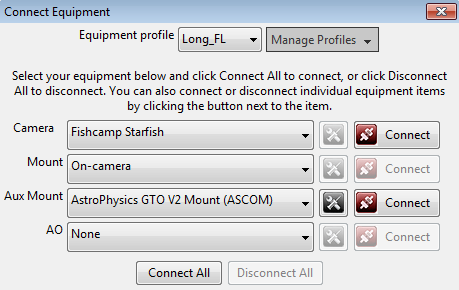 Connect Equipment
Equipment profile Long_FL Manage Profiles
Select your equipment below and click Connect All to connect, or click Disconnect
All to disconnect. You can also connect or disconnect individual equipment items
by clicking the button next to the item.
Camera Fishcamp Starfish Connect
Mount On-camera Connect
Aux Mount AstroPhysics GTO V2 Mount (ASCOM) Connect
AO None Connect
Connect All Disconnect All